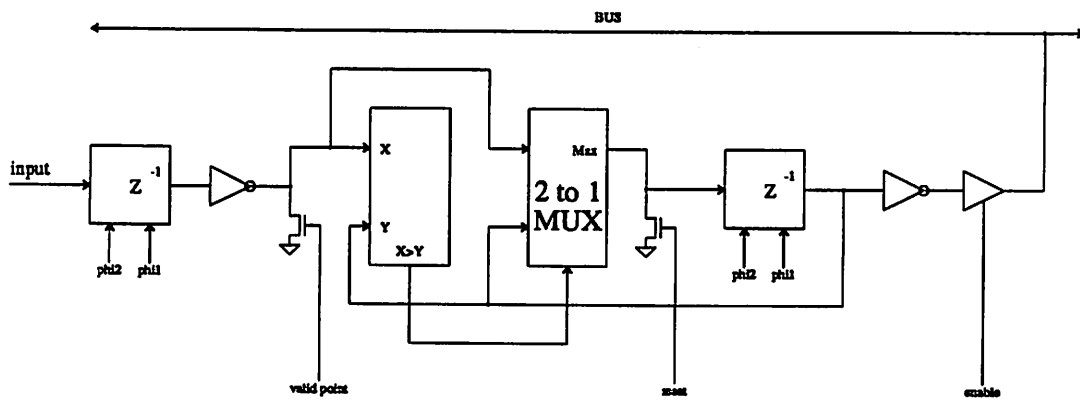 BUS
input
Z -1
X
Y
X>Y
Max
2 to 1
MUX
Z -1
phi2 phi1
phi2 phi1
valid point
reset
enable